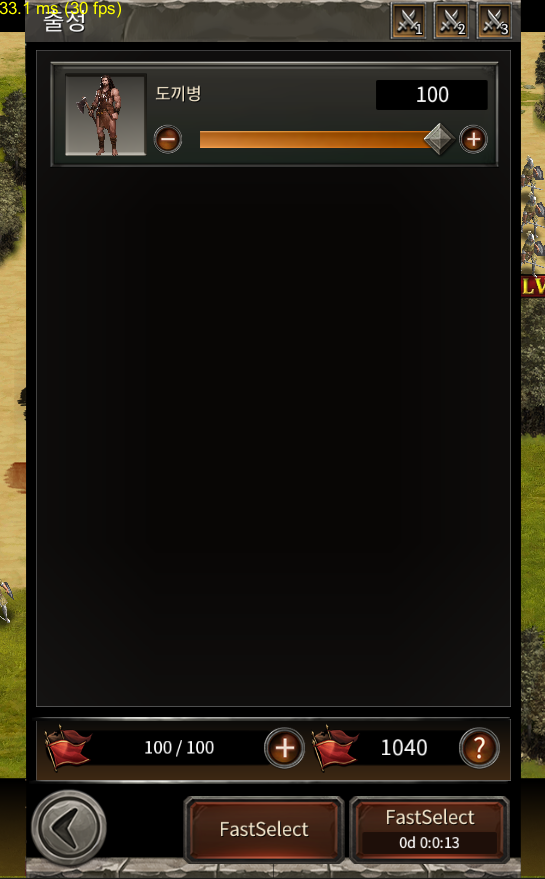 33.1 ms (30 fps)
출정
1 2 3
도끼병
100
LV
100 / 100
1040
?
FastSelect
FastSelect
0d 0:0:13